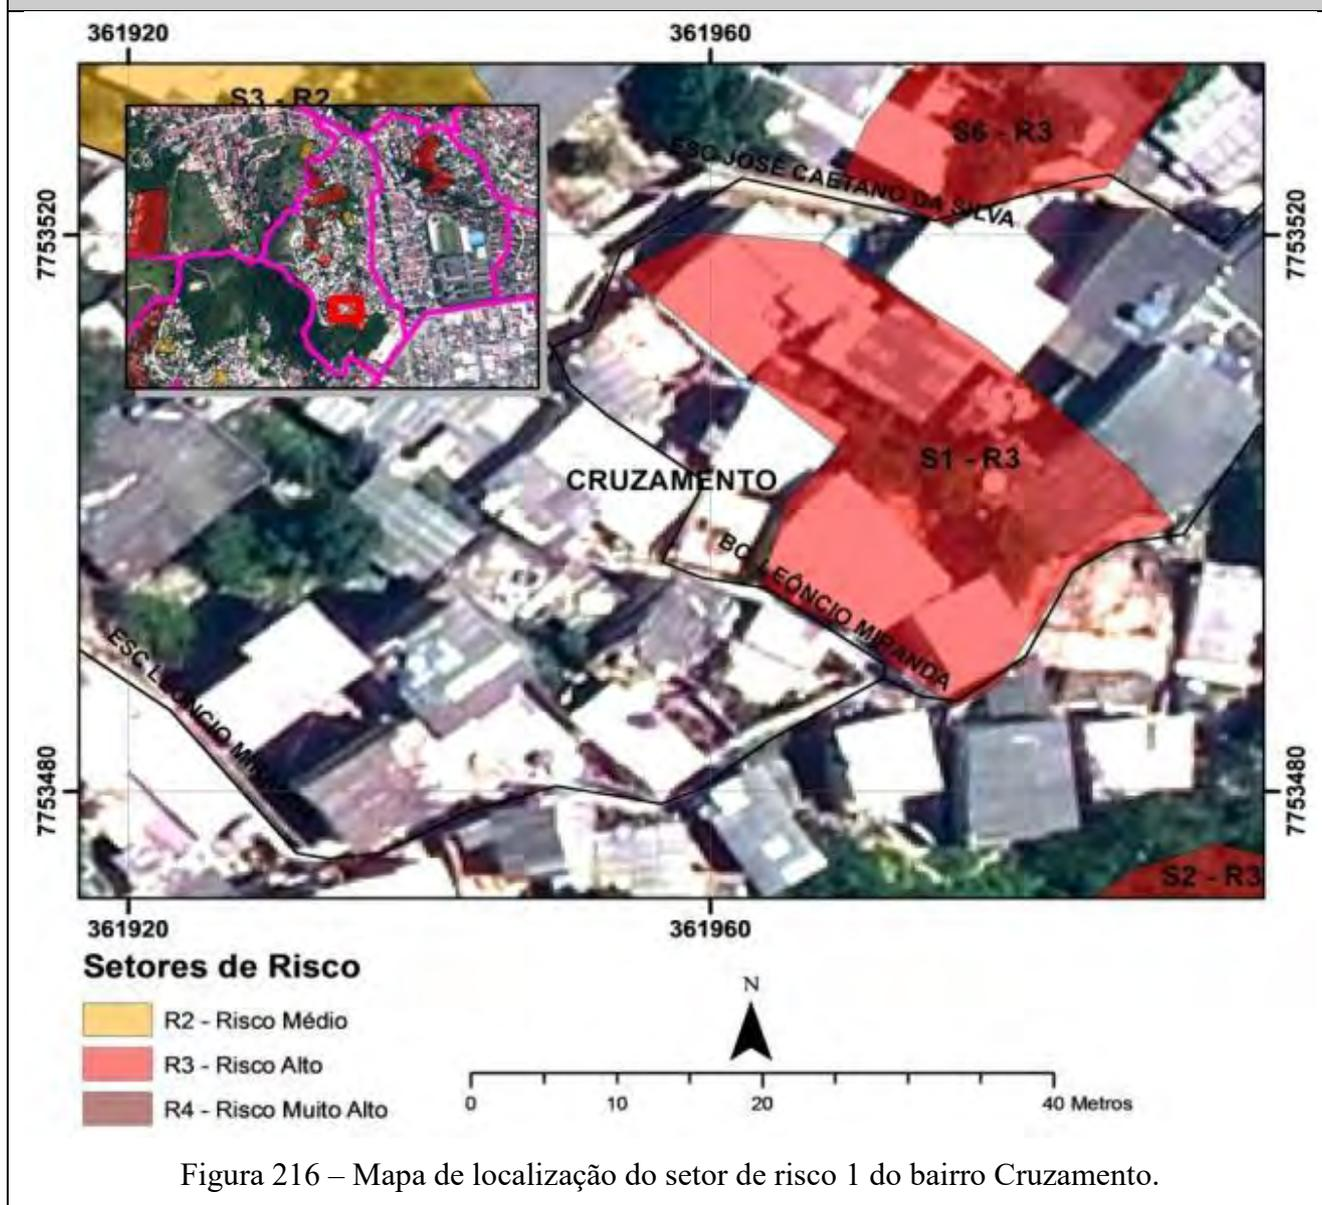 361920 361960
S3 - R2
S6 - R3
ESC JOSÉ CAETANO DA SILVA
7753520 7753520
S1 - R3
CRUZAMENTO
BC LEÔNCIO MIRANDA
ESC LEÔNCIO
7753480 7753480
S2 - R3
361920 361960
Setores de Risco
N
R2 - Risco Médio
R3 - Risco Alto
R4 - Risco Muito Alto
0 10 20 40 Metros
Figura 216 – Mapa de localização do setor de risco 1 do bairro Cruzamento.